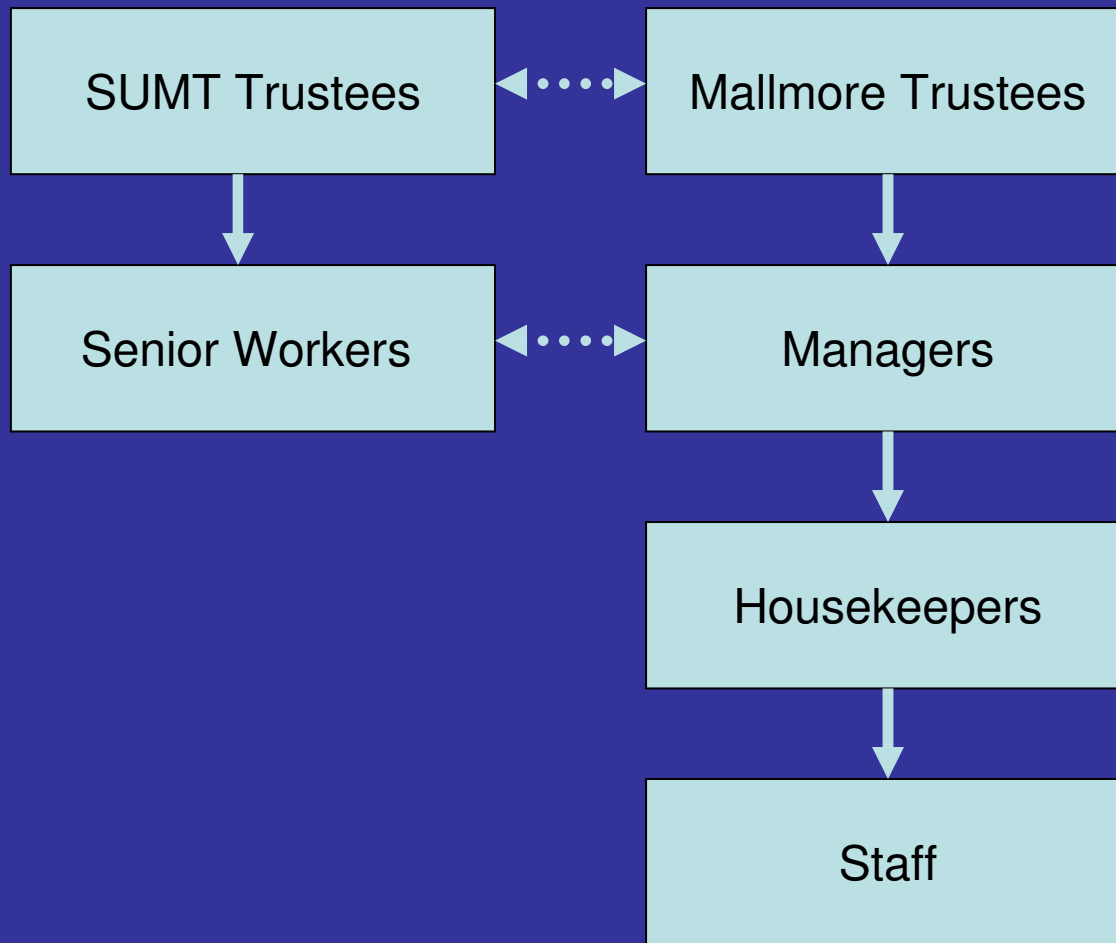 SUMT Trustees
Mallmore Trustees
Senior Workers
Managers
Housekeepers
Staff